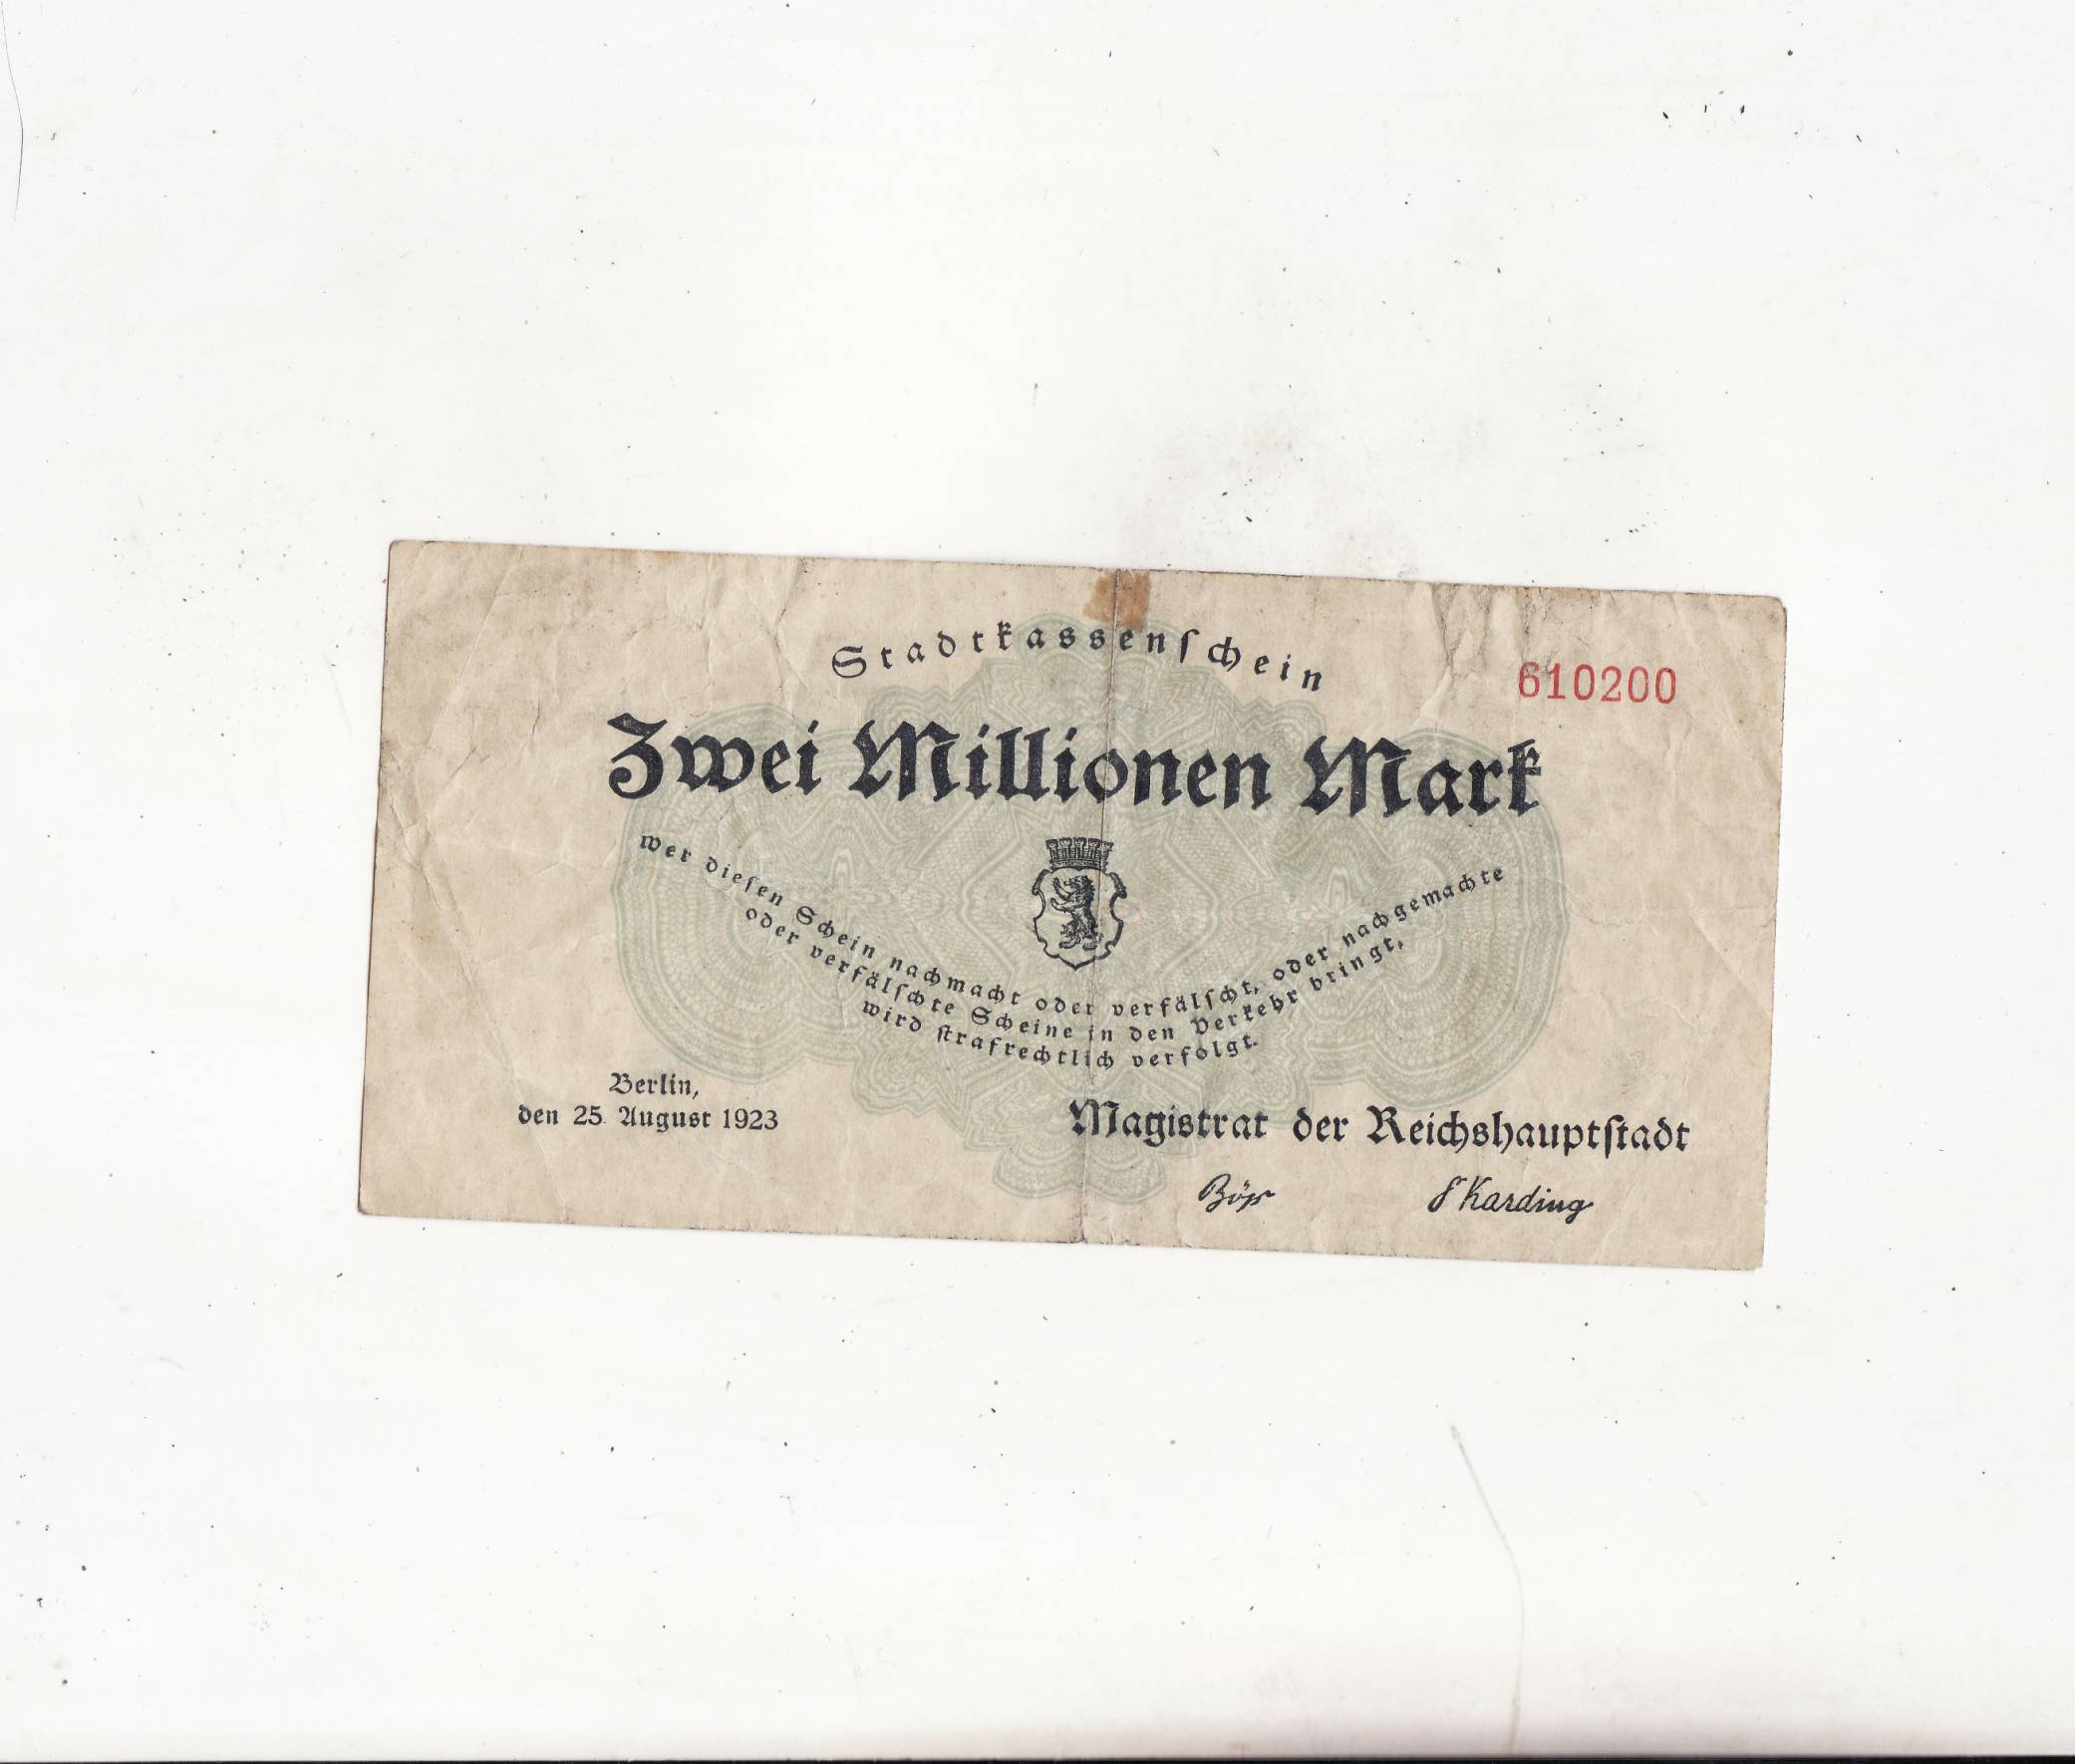 Stadtkassenſchein
610200
Zwei Millionen Mark
wer dieſen Schein nachmacht oder verfälſcht, oder nachgemachte
oder verfälſchte Scheine in den Verkehr bringt,
wird ſtrafrechtlich verfolgt.
Berlin,
den 25. August 1923
Magistrat der Reichshauptſtadt
Böß Karding